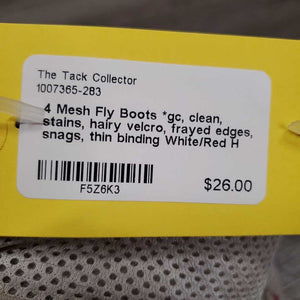 The Tack Collector
1007365-283
4 Mesh Fly Boots *gc, clean,
stains, hairy velcro, frayed edges,
snags, thin binding White/Red H
F5Z6K3
$26.00